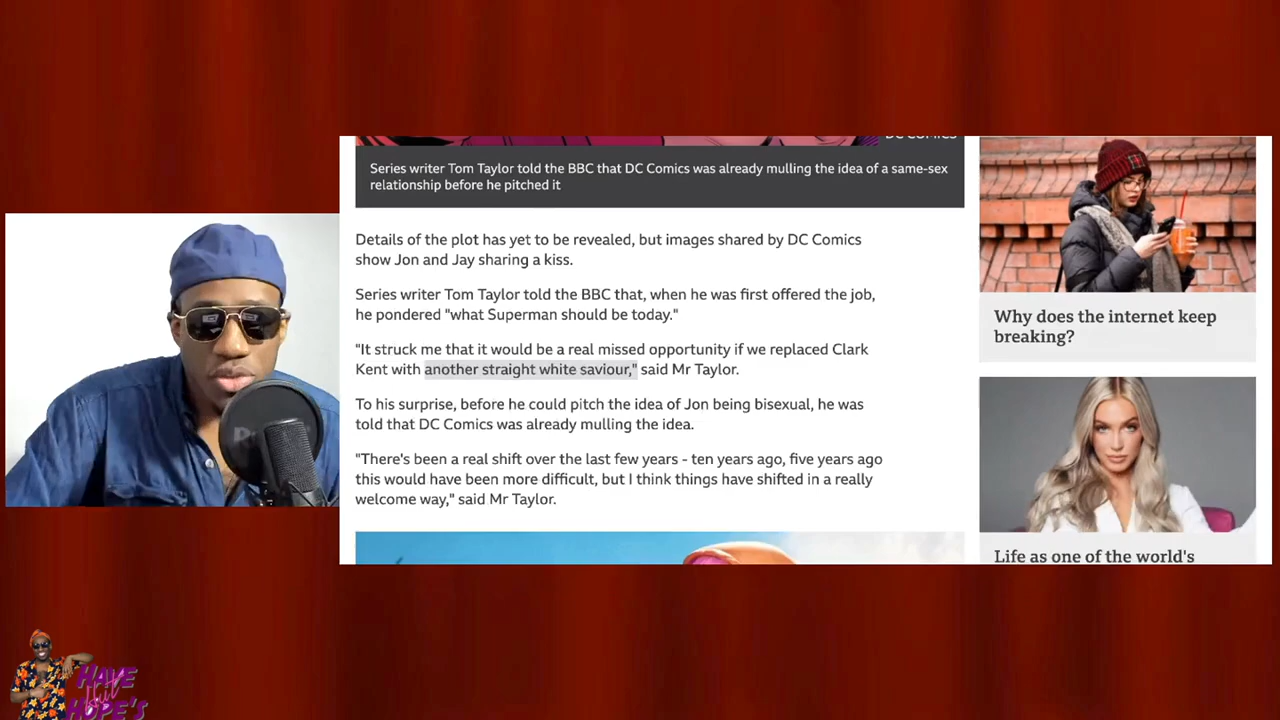 DC Comics
Series writer Tom Taylor told the BBC that DC Comics was already mulling the idea of a same-sex
relationship before he pitched it
Details of the plot has yet to be revealed, but images shared by DC Comics
show Jon and Jay sharing a kiss.
Series writer Tom Taylor told the BBC that, when he was first offered the job,
he pondered "what Superman should be today."
"It struck me that it would be a real missed opportunity if we replaced Clark
Kent with another straight white saviour," said Mr Taylor.
To his surprise, before he could pitch the idea of Jon being bisexual, he was
told that DC Comics was already mulling the idea.
"There's been a real shift over the last few years - ten years ago, five years ago
this would have been more difficult, but I think things have shifted in a really
welcome way," said Mr Taylor.
Why does the internet keep
breaking?
Life as one of the world's
HAVE
HOPE'S